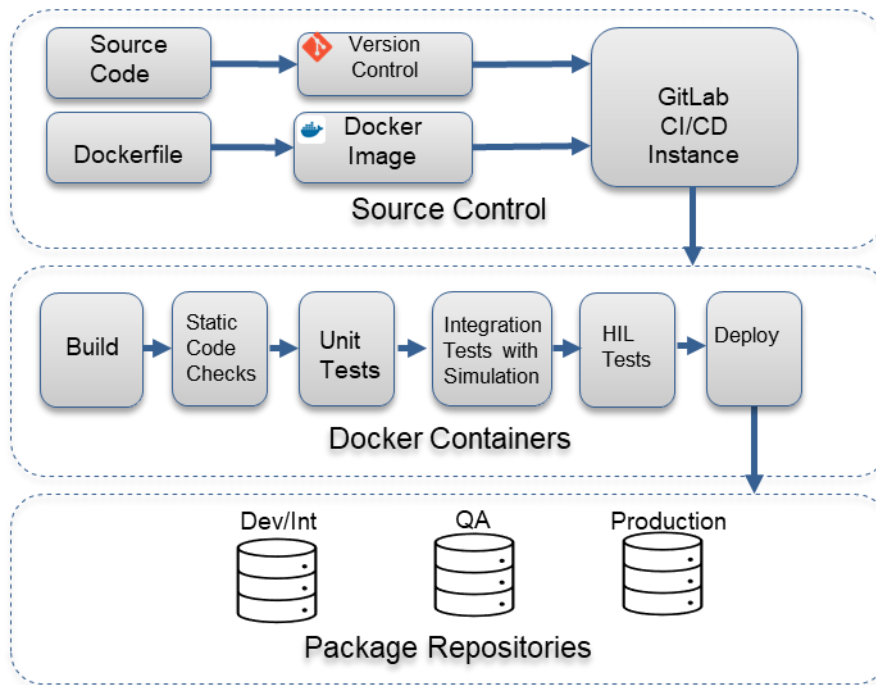 Source
Code
Version
Control
GitLab
CI/CD
Instance
Dockerfile
Docker
Image
Source Control
Build
Static
Code
Checks
Unit
Tests
Integration
Tests with
Simulation
HIL
Tests
Deploy
Docker Containers
Dev/Int
QA
Production
Package Repositories